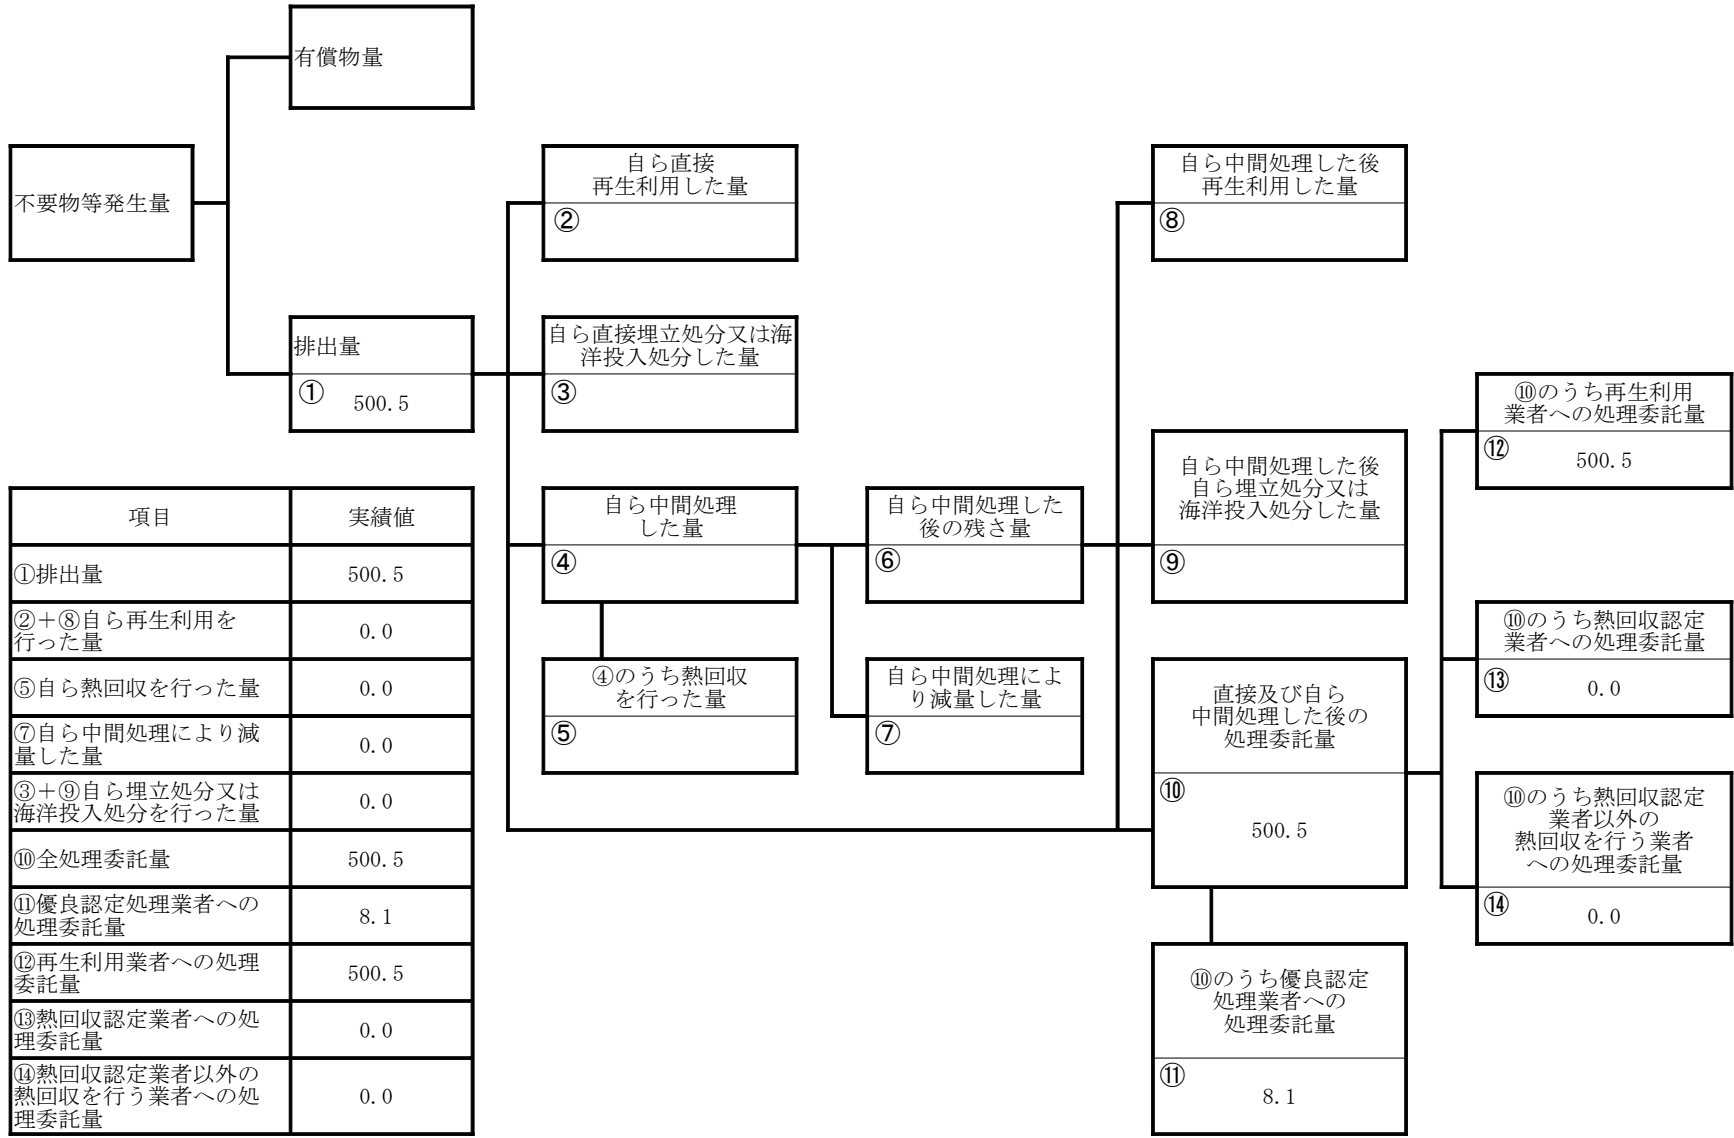 有償物量
不要物等発生量
自ら直接
再生利用した量
②
自ら中間処理した後
再生利用した量
⑧
排出量
① 500.5
自ら直接埋立処分又は海
洋投入処分した量
③
⑩のうち再生利用
業者への処理委託量
⑫ 500.5
自ら中間処理
した量
④
自ら中間処理した
後の残さ量
⑥
自ら中間処理した後
自ら埋立処分又は
海洋投入処分した量
⑨
⑩のうち熱回収認定
業者への処理委託量
⑬ 0.0
④のうち熱回収
を行った量
⑤
自ら中間処理によ
り減量した量
⑦
直接及び自ら
中間処理した後の
処理委託量
⑩
500.5
⑩のうち熱回収認定
業者以外の
熱回収を行う業者
への処理委託量
⑭ 0.0
⑩のうち優良認定
処理業者への
処理委託量
⑪
8.1
項目 実績値
①排出量 500.5
②＋⑧自ら再生利用を
行った量 0.0
⑤自ら熱回収を行った量 0.0
⑦自ら中間処理により減
量した量 0.0
③＋⑨自ら埋立処分又は
海洋投入処分を行った量 0.0
⑩全処理委託量 500.5
⑪優良認定処理業者への
処理委託量 8.1
⑫再生利用業者への処理
委託量 500.5
⑬熱回収認定業者への処
理委託量 0.0
⑭熱回収認定業者以外の
熱回収を行う業者への処
理委託量 0.0